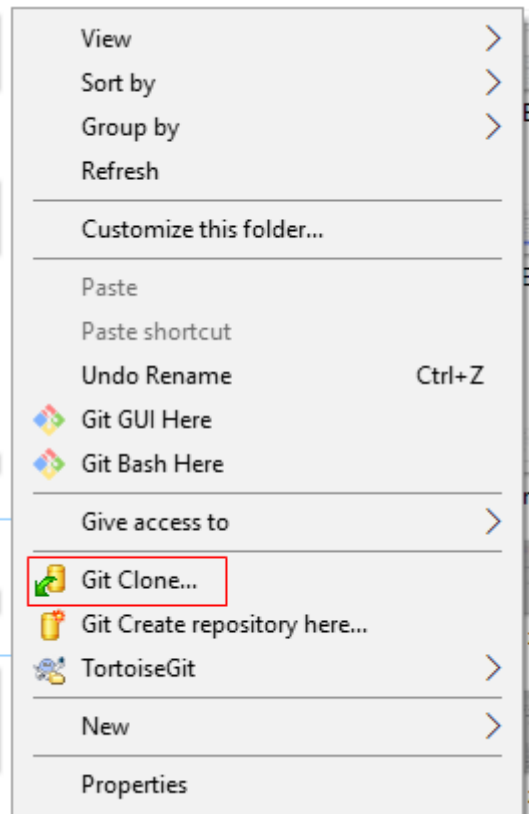 View
Sort by
Group by
Refresh
Customize this folder...
Paste
Paste shortcut
Undo Rename Ctrl+Z
Git GUI Here
Git Bash Here
Give access to
Git Clone...
Git Create repository here...
TortoiseGit
New
Properties